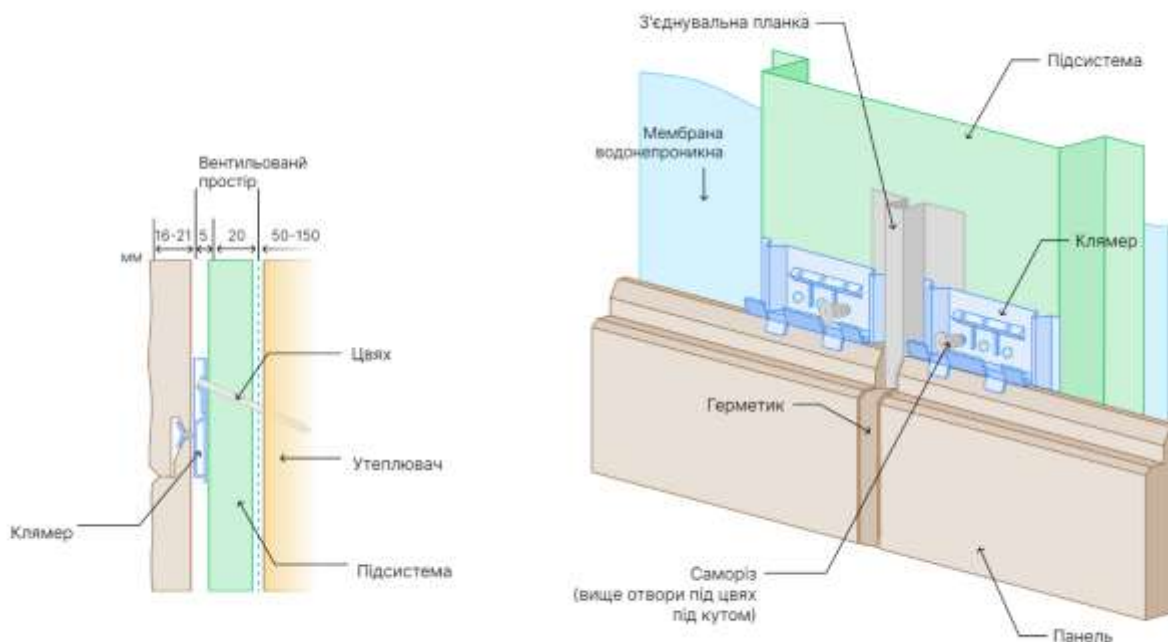 Вентильованй
простір
16-21
5
20
50-150
мм
Цвях
Утеплювач
Клямер
Підсистема
З'єднувальна планка
Підсистема
Мембрана
водонепроникна
Клямер
Герметик
Саморіз
(вище отвори під цвях
під кутом)
Панель